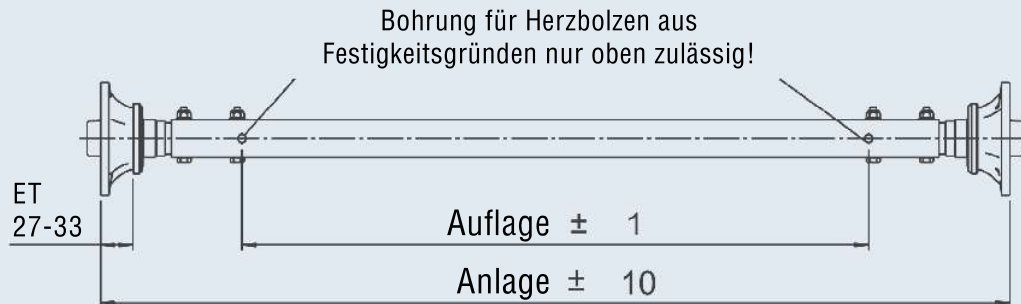 Bohrung für Herzbolzen aus
Festigkeitsgründen nur oben zulässig!
ET
27-33
Auflage ± 1
Anlage ± 10